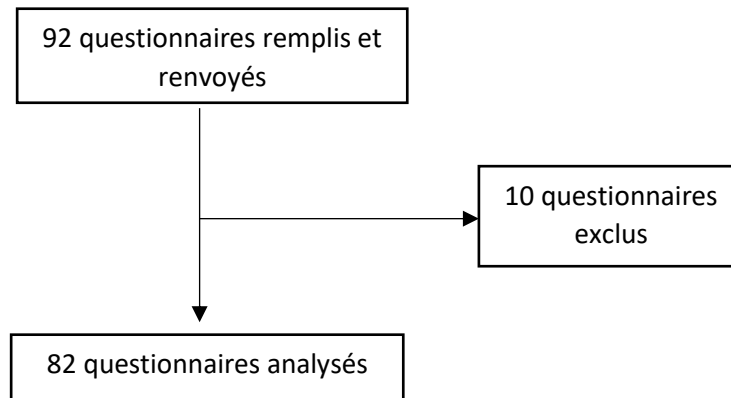 92 questionnaires remplis et
renvoyés
10 questionnaires
exclus
82 questionnaires analysés